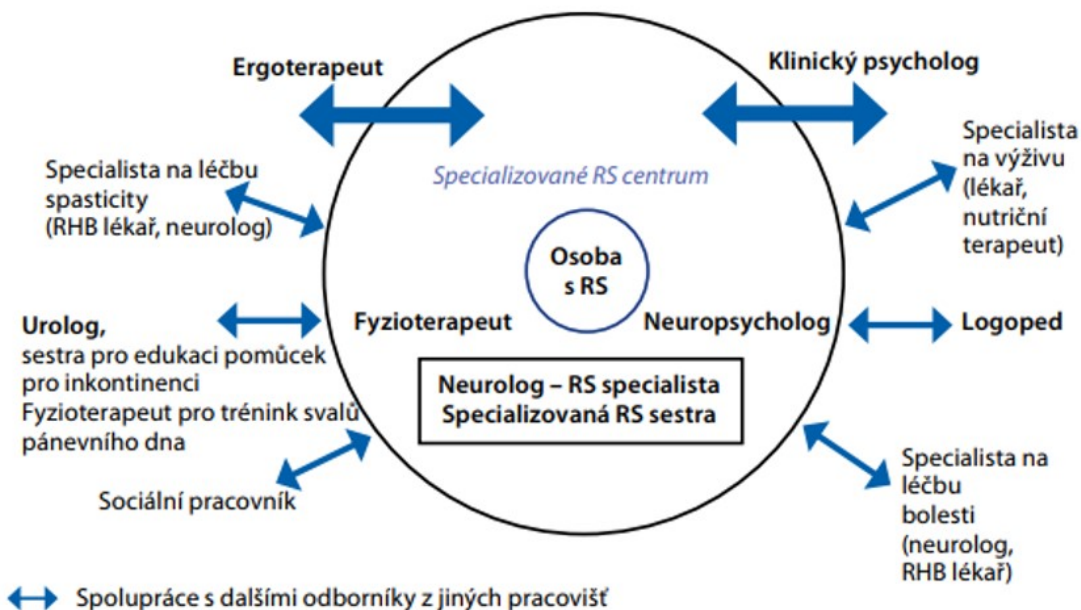 Ergoterapeut
Klinický psycholog
Specialista na léčbu
spasticity
(RHB lékař, neurolog)
Specializované RS centrum
Specialista
na výživu
(lékař,
nutriční
terapeut)
Osoba
s RS
Urolog,
sestra pro edukaci pomůcek
pro inkontinenci
Fyzioterapeut pro trénink svalů
pánevního dna
Fyzioterapeut
Neuropsycholog
Logoped
Neurolog – RS specialista
Specializovaná RS sestra
Sociální pracovník
Specialista na
léčbu
bolesti
(neurolog,
RHB lékař)
Spolupráce s dalšími odborníky z jiných pracovišť